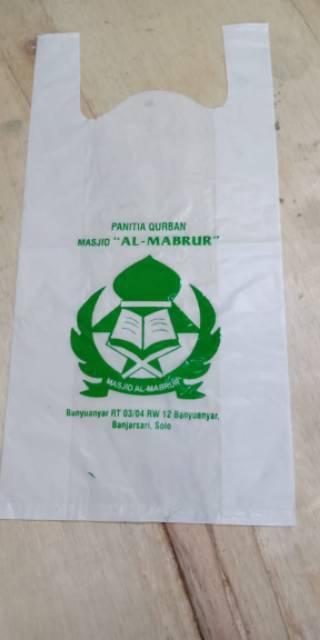 PANITIA QURBAN
MASJID "AL-MABRUR"
MASJID AL-MABRUR
Banyuanyar RT 03/04 RW 12 Banyuanyar,
Banjarsari, Solo